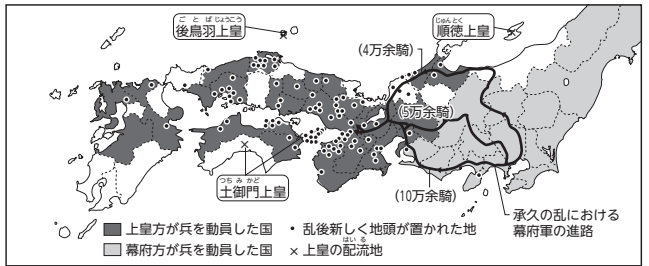 ご と ば じょうこう
後鳥羽上皇
じゅんとく
順徳上皇
(4万余騎)
(5万余騎)
(10万余騎)
つち み かど
土御門上皇
承久の乱における
幕府軍の進路
上皇方が兵を動員した国
• 乱後新しく地頭が置かれた地
幕府方が兵を動員した国
はい る
× 上皇の配流地